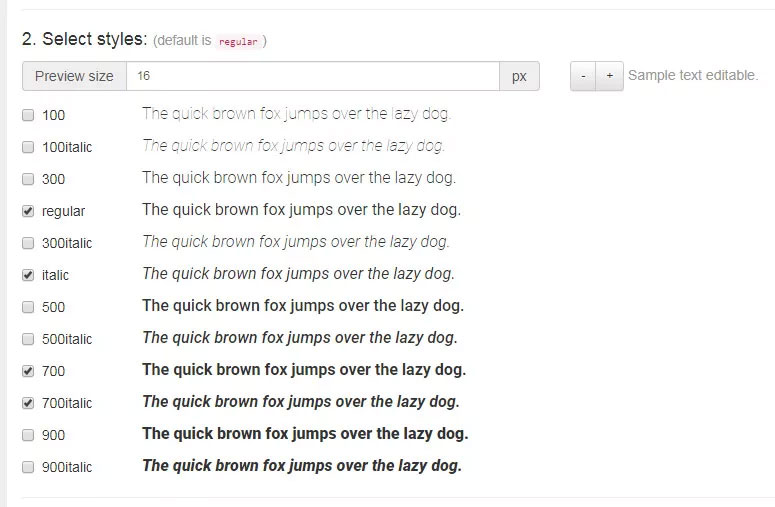 2. Select styles: (default is regular )
Preview size 16 px - + Sample text editable.
100 The quick brown fox jumps over the lazy dog.
100italic The quick brown fox jumps over the lazy dog.
300 The quick brown fox jumps over the lazy dog.
regular The quick brown fox jumps over the lazy dog.
300italic The quick brown fox jumps over the lazy dog.
italic The quick brown fox jumps over the lazy dog.
500 The quick brown fox jumps over the lazy dog.
500italic The quick brown fox jumps over the lazy dog.
700 The quick brown fox jumps over the lazy dog.
700italic The quick brown fox jumps over the lazy dog.
900 The quick brown fox jumps over the lazy dog.
900italic The quick brown fox jumps over the lazy dog.